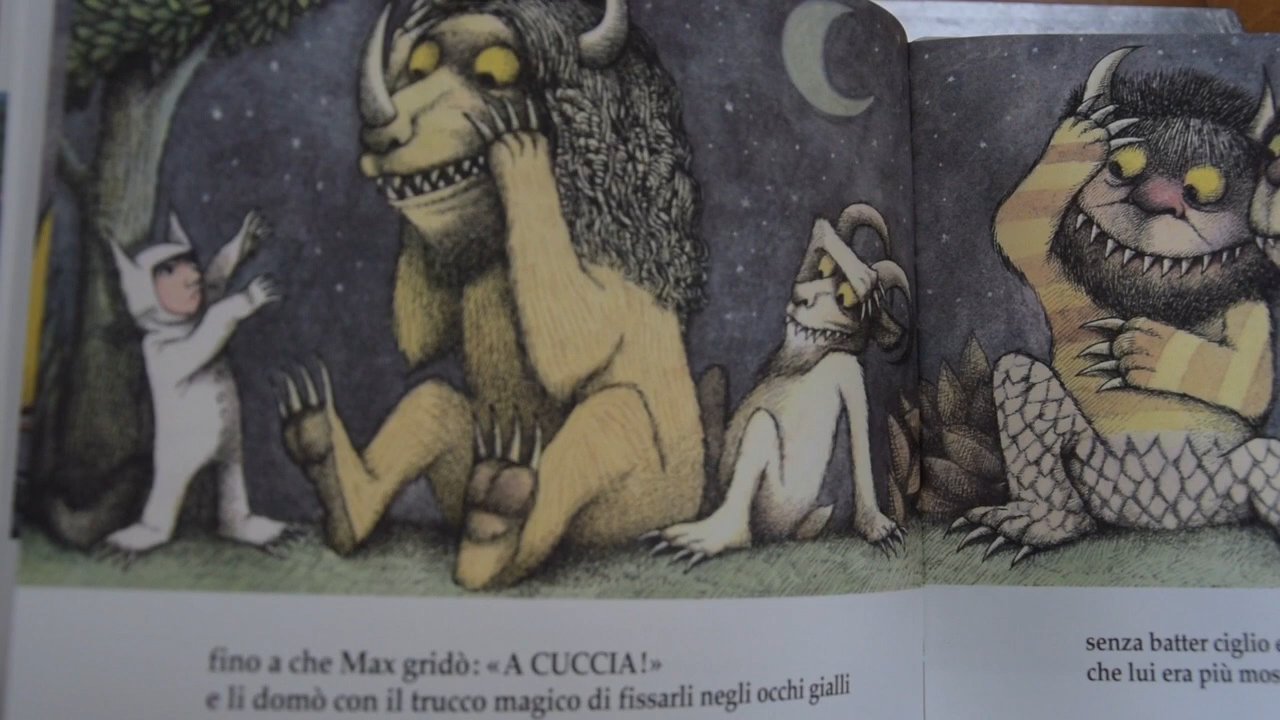 fino a che Max gridò: «A CUCCIA!»
e li domò con il trucco magico di fissarli negli occhi gialli
senza batter ciglio
che lui era più